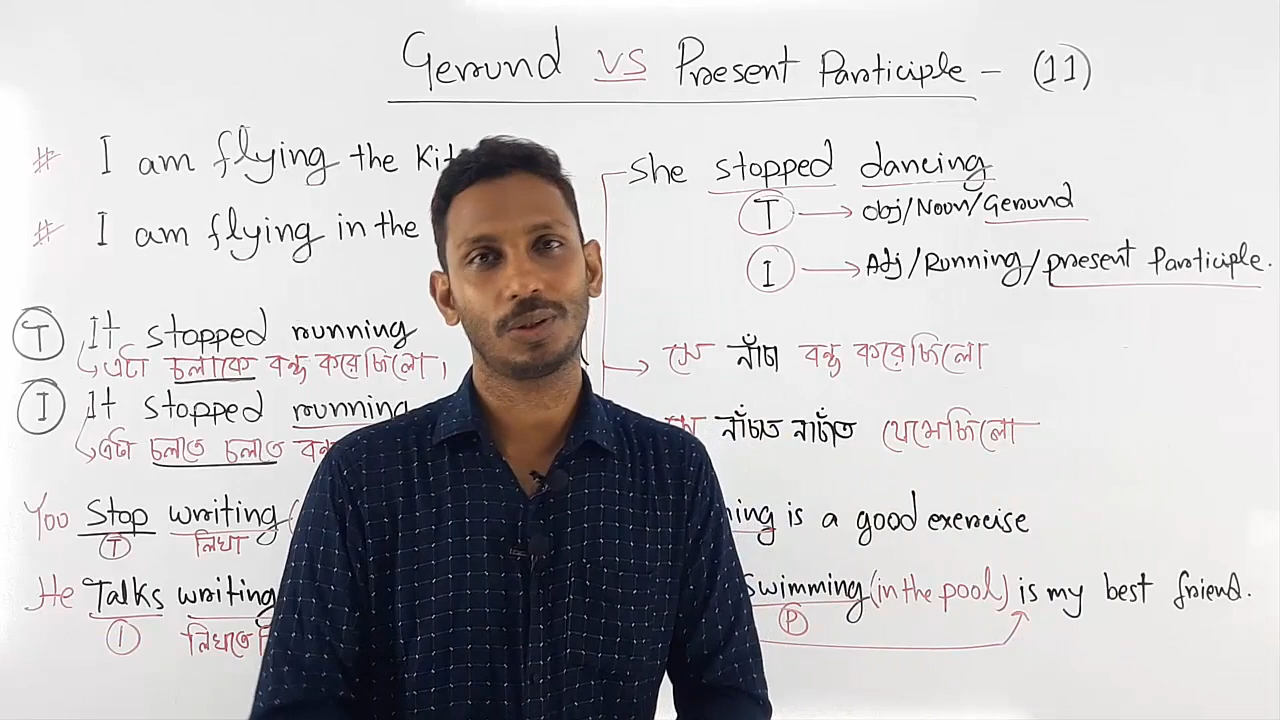 Gerund vs Present Participle - (11)
# I am flying the Kit
# I am flying in the
T It stopped running
এটা চলাকে বন্ধ করেছিলো।
I It stopped running
এটা চলতে চলতে বন্ধ
You Stop writing (
T লিখা
He Talks writing
I লিখতে
She stopped dancing
T → obj/Noun/Gerund
I → Adj/Running/present Participle.
সে নাঁচা বন্ধ করেছিলো
নাঁচতে নাচঁতে থেমেছিলো
ing is a good exercise
Swimming (in the pool) is my best friend.
P